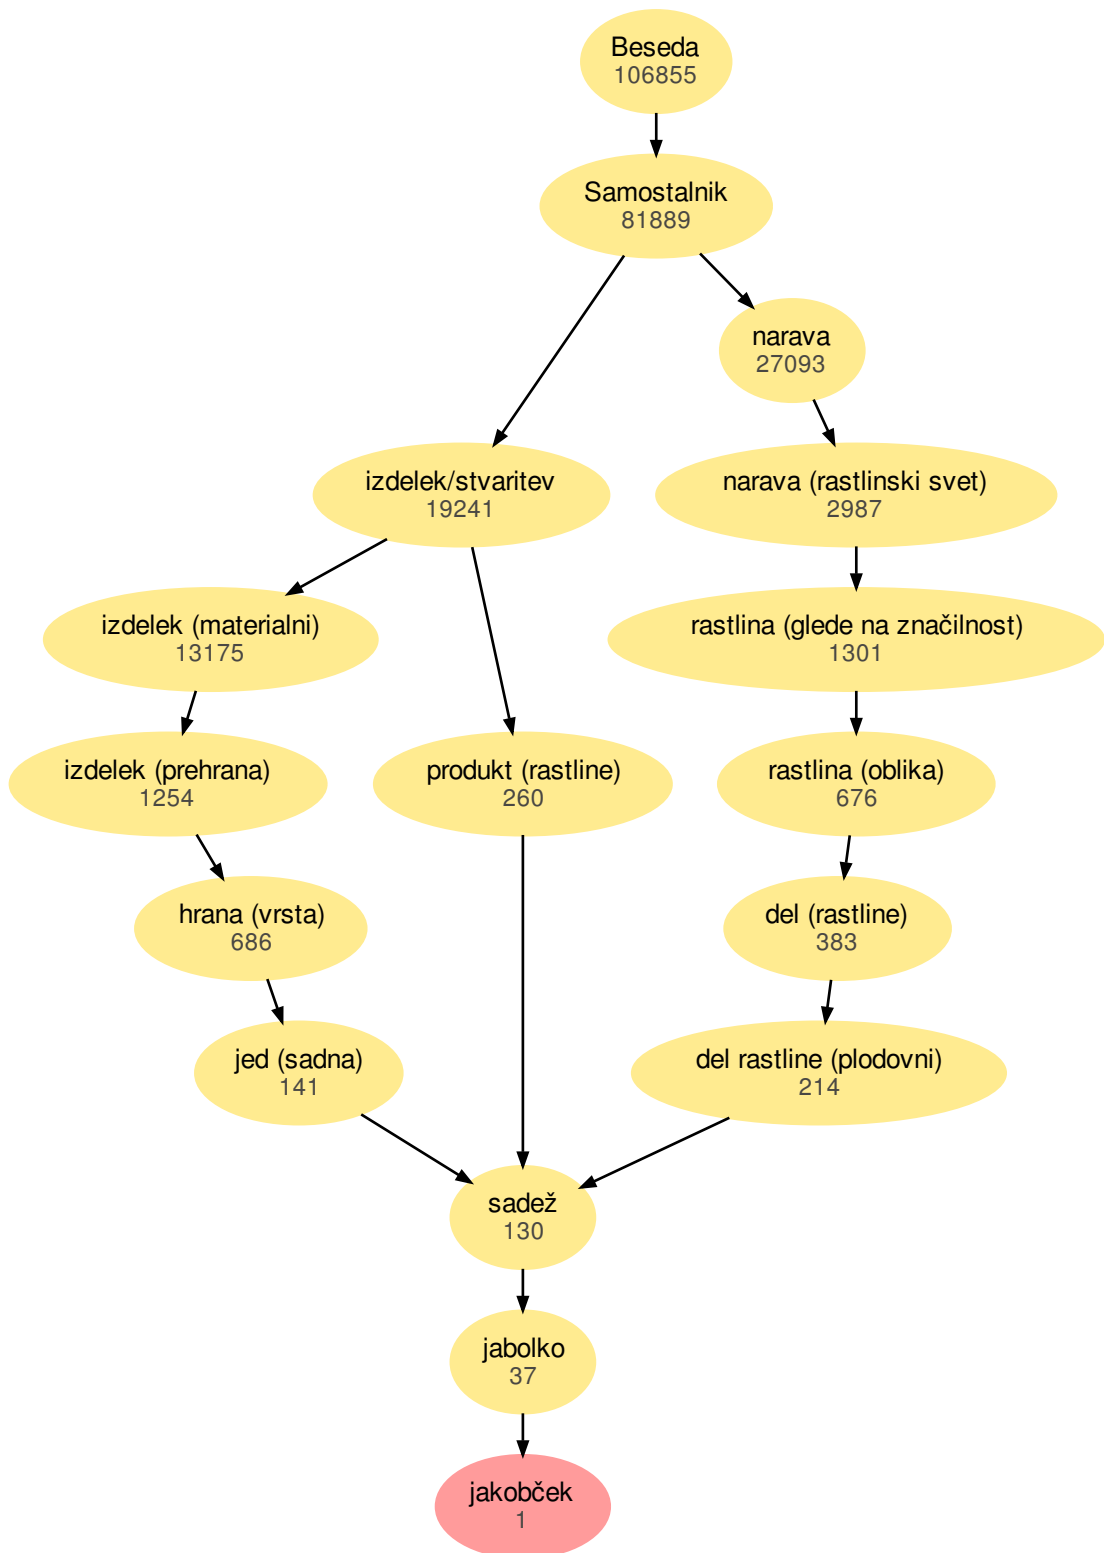 Beseda
106855
Samostalnik
81889
narava
27093
izdelek/stvaritev
19241
narava (rastlinski svet)
2987
izdelek (materialni)
13175
rastlina (glede na značilnost)
1301
izdelek (prehrana)
1254
produkt (rastline)
260
rastlina (oblika)
676
hrana (vrsta)
686
del (rastline)
383
jed (sadna)
141
del rastline (plodovni)
214
sadež
130
jabolko
37
jakobček
1